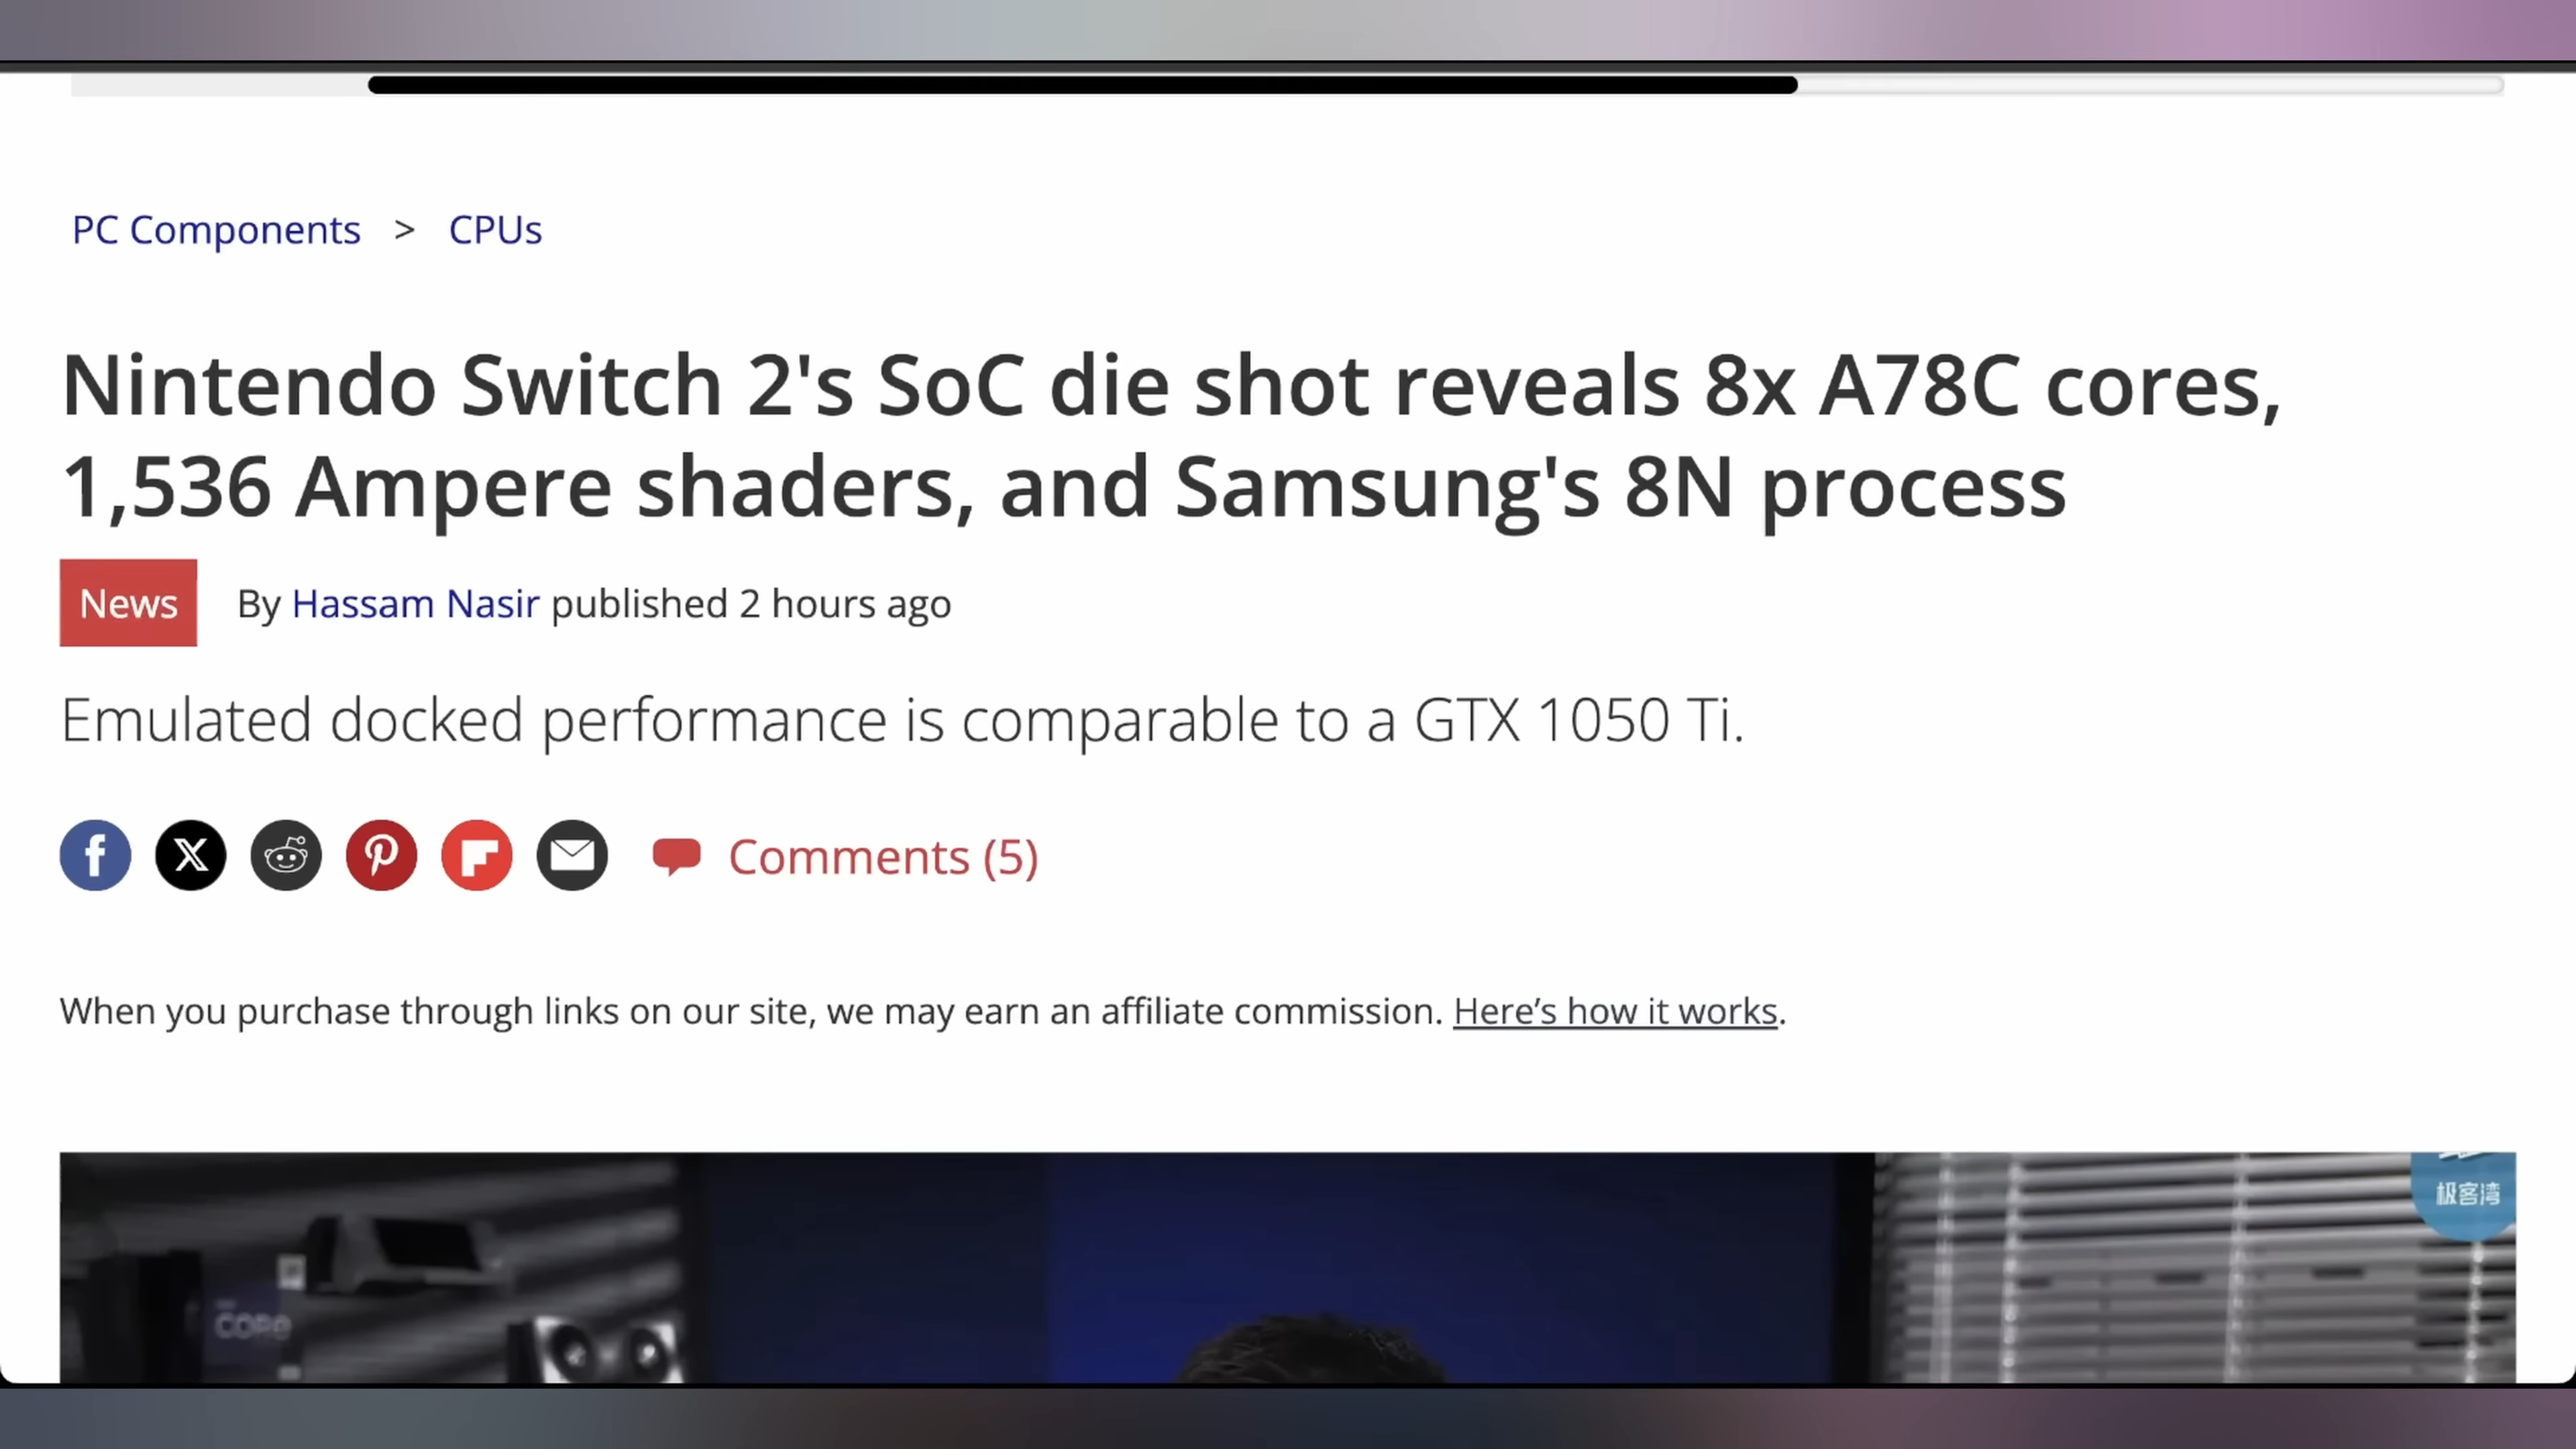 PC Components > CPUs
Nintendo Switch 2's SoC die shot reveals 8x A78C cores,
1,536 Ampere shaders, and Samsung's 8N process
News By Hassam Nasir published 2 hours ago
Emulated docked performance is comparable to a GTX 1050 Ti.
Comments (5)
When you purchase through links on our site, we may earn an affiliate commission. Here’s how it works.
极客湾